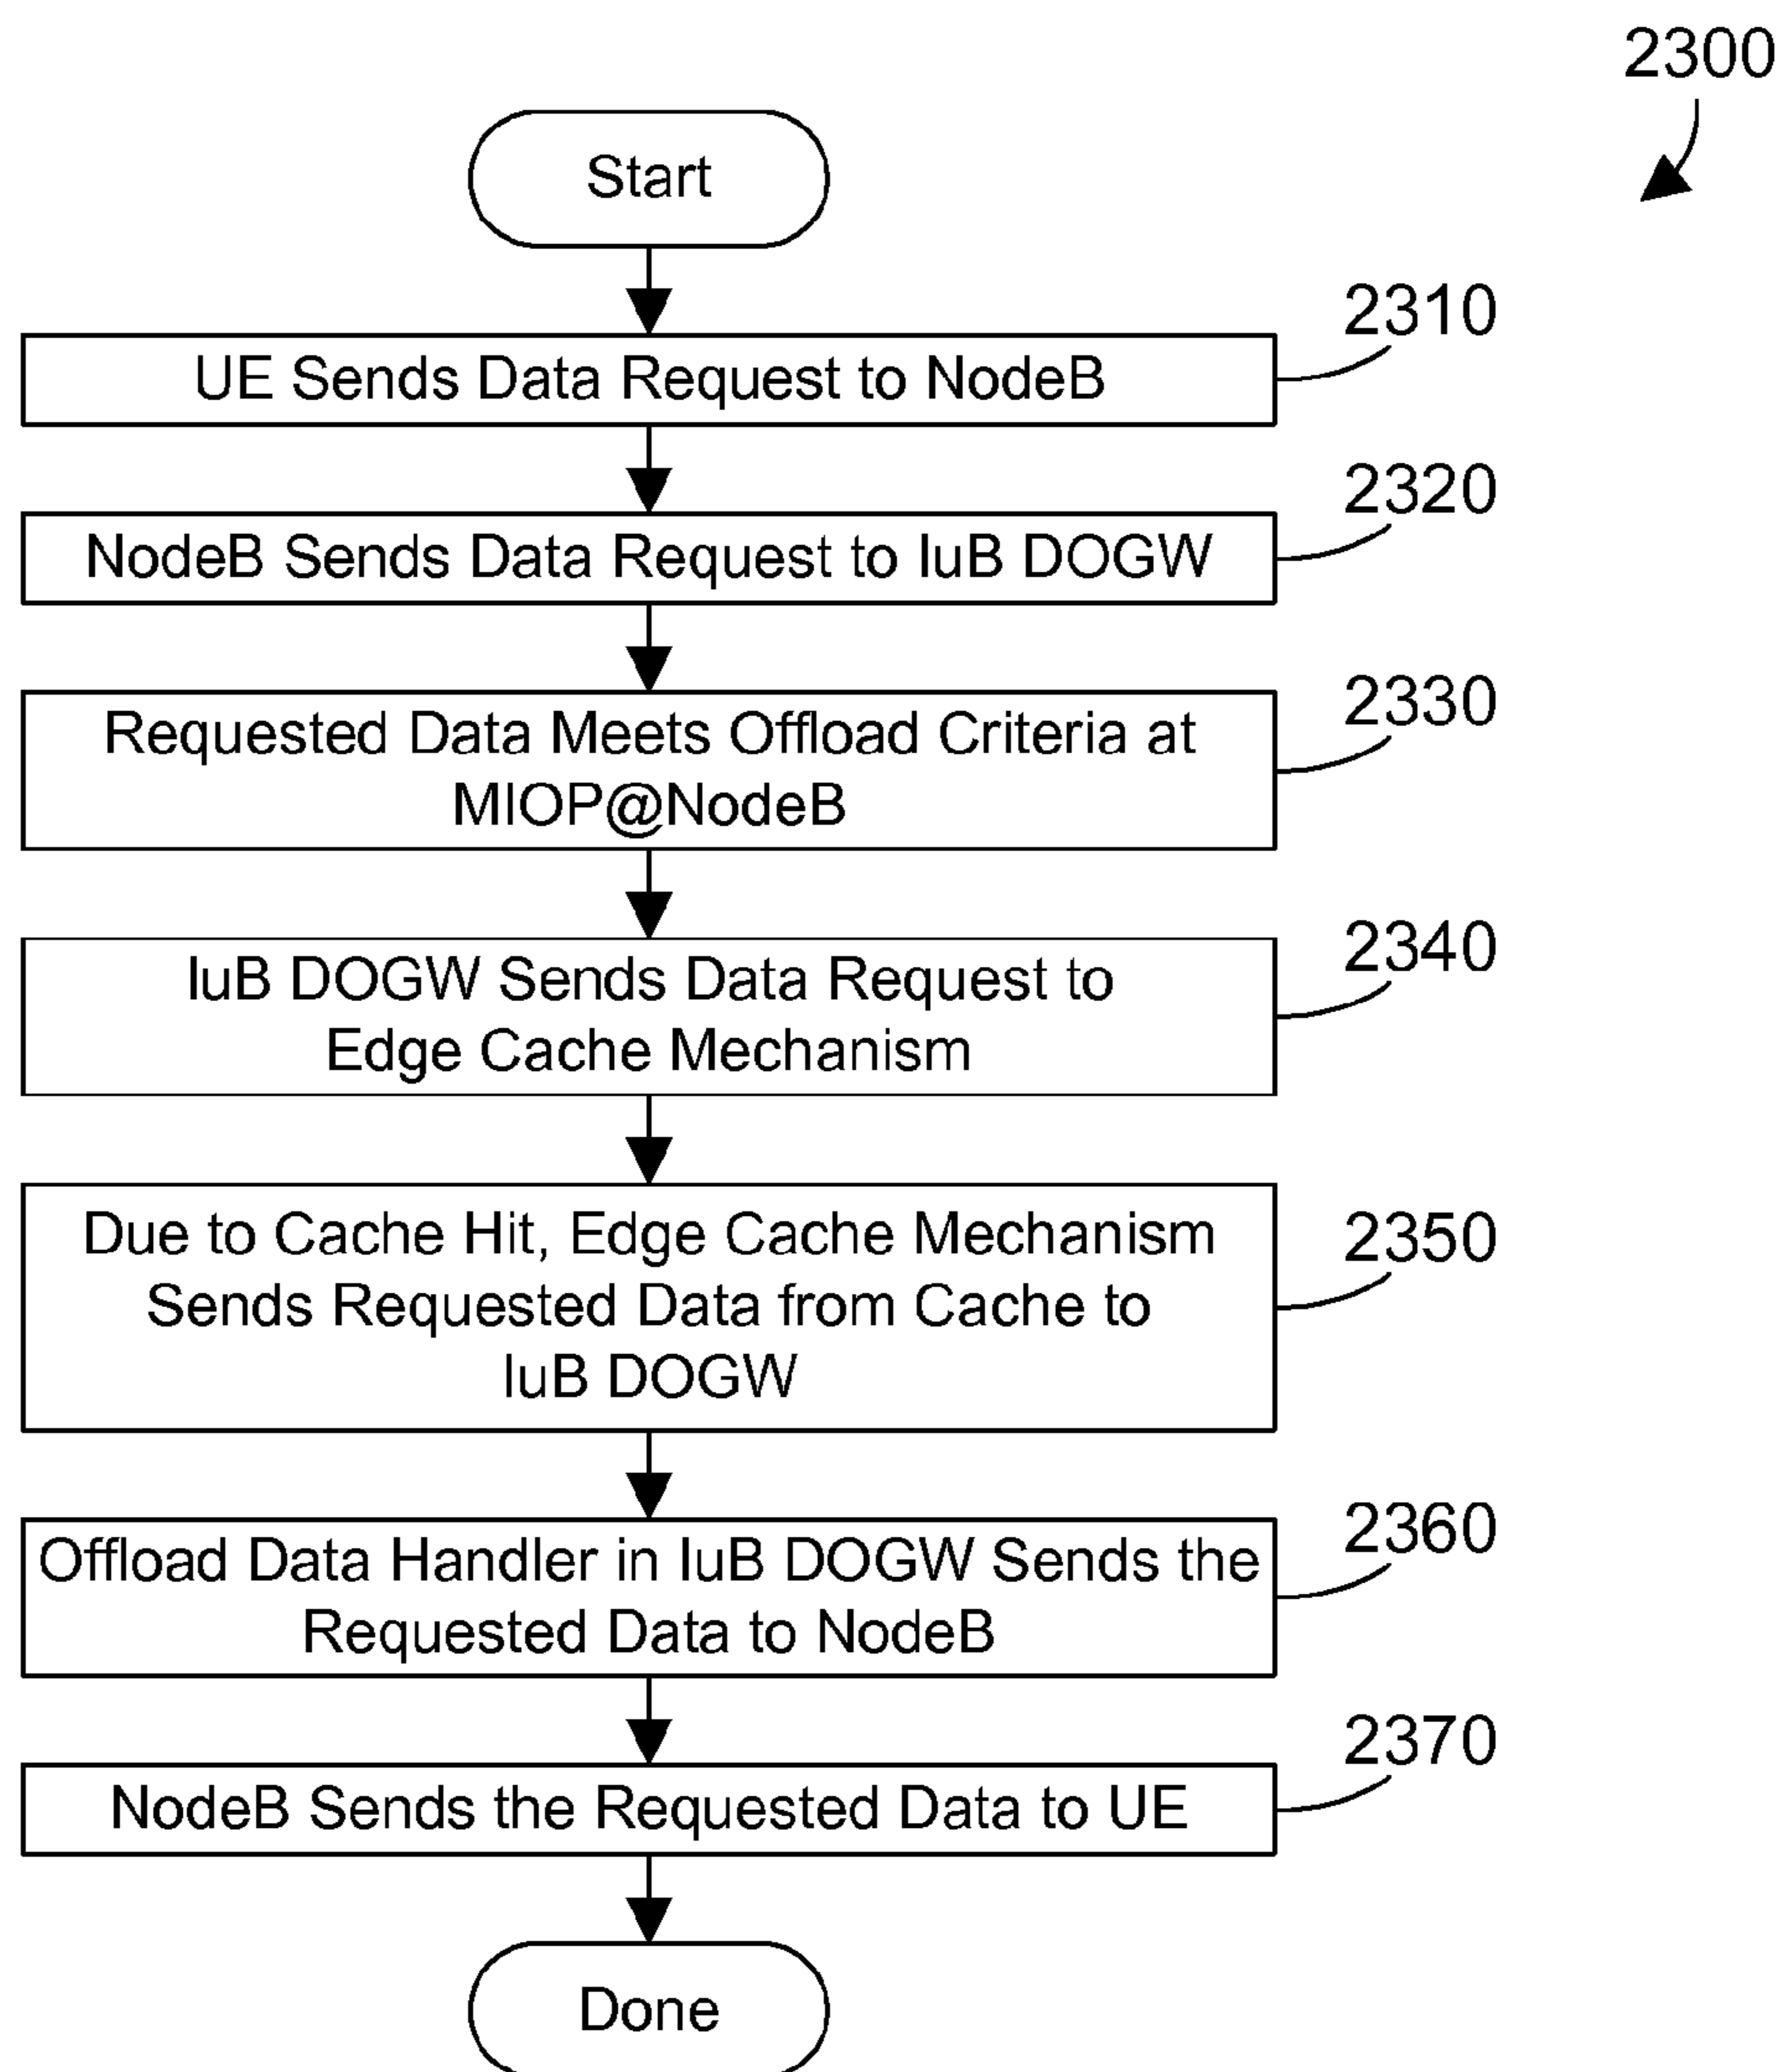 2300
Start
2310
UE Sends Data Request to NodeB
2320
NodeB Sends Data Request to IuB DOGW
2330
Requested Data Meets Offload Criteria at
MIOP@NodeB
2340
IuB DOGW Sends Data Request to
Edge Cache Mechanism
2350
Due to Cache Hit, Edge Cache Mechanism
Sends Requested Data from Cache to
IuB DOGW
2360
Offload Data Handler in IuB DOGW Sends the
Requested Data to NodeB
2370
NodeB Sends the Requested Data to UE
Done